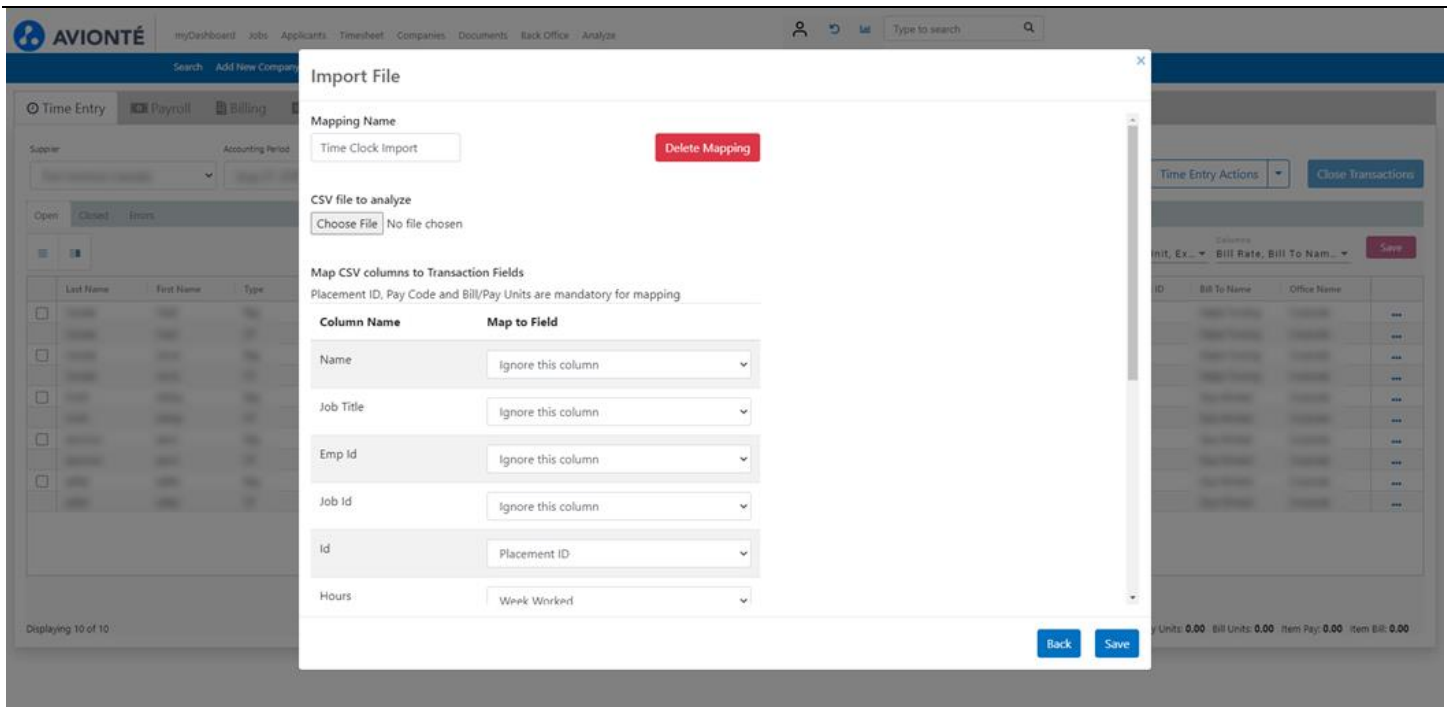 AVIONTÉ
myDashboard Jobs Applicants Timesheet Companies Documents Back Office Analyze
Type to search
Search Add New Company
Import File
×
Time Entry Payroll Billing
Mapping Name
Time Clock Import
Delete Mapping
Supplier Accounting Period
Time Entry Actions Close Transactions
CSV file to analyze
Open Closed Errors
Choose File No file chosen
Columns
Unit, Ex... Bill Rate, Bill To Nam... Save
Map CSV columns to Transaction Fields
Last Name First Name Type ID Bill To Name Office Name
Placement ID, Pay Code and Bill/Pay Units are mandatory for mapping
Column Name Map to Field
Name Ignore this column
Job Title Ignore this column
Emp Id Ignore this column
Job Id Ignore this column
Id Placement ID
Hours Week Worked
Displaying 10 of 10
y Units: 0.00 Bill Units: 0.00 Item Pay: 0.00 Item Bill: 0.00
Back Save